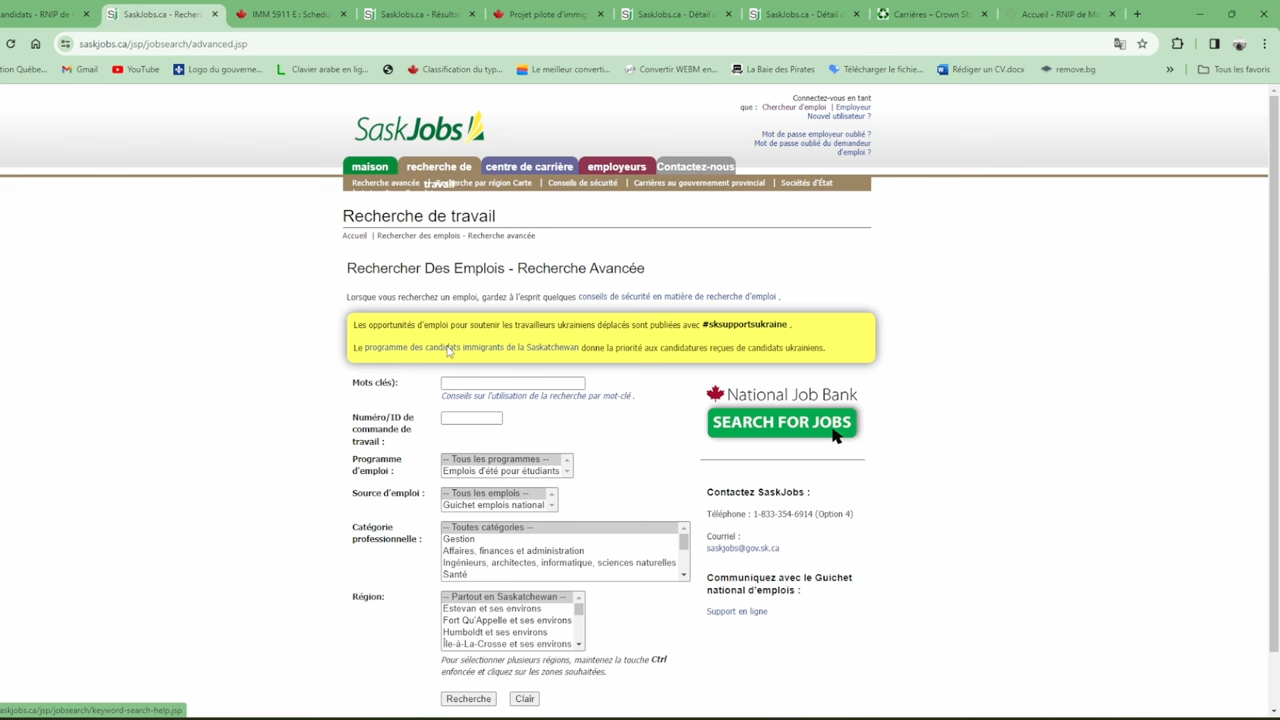 andidats - RNIP de M
SaskJobs.ca - Recherc
IMM 5911 E : Schedu
SaskJobs.ca - Résultat
Projet pilote d'immig
SaskJobs.ca - Détail d
SaskJobs.ca - Détail d
Carrières – Crown Sh
Accueil - RNIP de Mo
saskjobs.ca/jsp/jobsearch/advanced.jsp
tion Québe...
Gmail
YouTube
Logo du gouverne...
Clavier arabe en lig...
Classification du typ...
Le meilleur converti...
Convertir WEBM en...
La Baie des Pirates
Télécharger le fichie...
Rédiger un CV.docx
remove.bg
Tous les favoris
Connectez-vous en tant
que : Chercheur d'emploi | Employeur
Nouvel utilisateur ?
Mot de passe employeur oublié ?
Mot de passe oublié du demandeur
d'emploi ?
SaskJobs
maison
recherche de
travail
centre de carrière
employeurs
Contactez-nous
Recherche avancée | Recherche par région Carte | Conseils de sécurité | Carrières au gouvernement provincial | Sociétés d'État
Recherche de travail
Accueil | Rechercher des emplois - Recherche avancée
Rechercher Des Emplois - Recherche Avancée
Lorsque vous recherchez un emploi, gardez à l'esprit quelques conseils de sécurité en matière de recherche d'emploi .
Les opportunités d'emploi pour soutenir les travailleurs ukrainiens déplacés sont publiées avec #sksupportsukraine .
Le programme des candidats immigrants de la Saskatchewan donne la priorité aux candidatures reçues de candidats ukrainiens.
Mots clés):
Conseils sur l'utilisation de la recherche par mot-clé .
Numéro/ID de
commande de
travail :
Programme
d'emploi :
-- Tous les programmes --
Emplois d'été pour étudiants
Source d'emploi :
-- Tous les emplois --
Guichet emplois national
Catégorie
professionnelle :
-- Toutes catégories --
Gestion
Affaires, finances et administration
Ingénieurs, architectes, informatique, sciences naturelles
Santé
Région:
-- Partout en Saskatchewan --
Estevan et ses environs
Fort Qu'Appelle et ses environs
Humboldt et ses environs
Île-à-La-Crosse et ses environs
Pour sélectionner plusieurs régions, maintenez la touche Ctrl
enfoncée et cliquez sur les zones souhaitées.
Recherche
Clair
National Job Bank
SEARCH FOR JOBS
Contactez SaskJobs :
Téléphone : 1-833-354-6914 (Option 4)
Courriel :
saskjobs@gov.sk.ca
Communiquez avec le Guichet
national d'emplois :
Support en ligne
saskjobs.ca/jsp/jobsearch/keyword-search-help.jsp